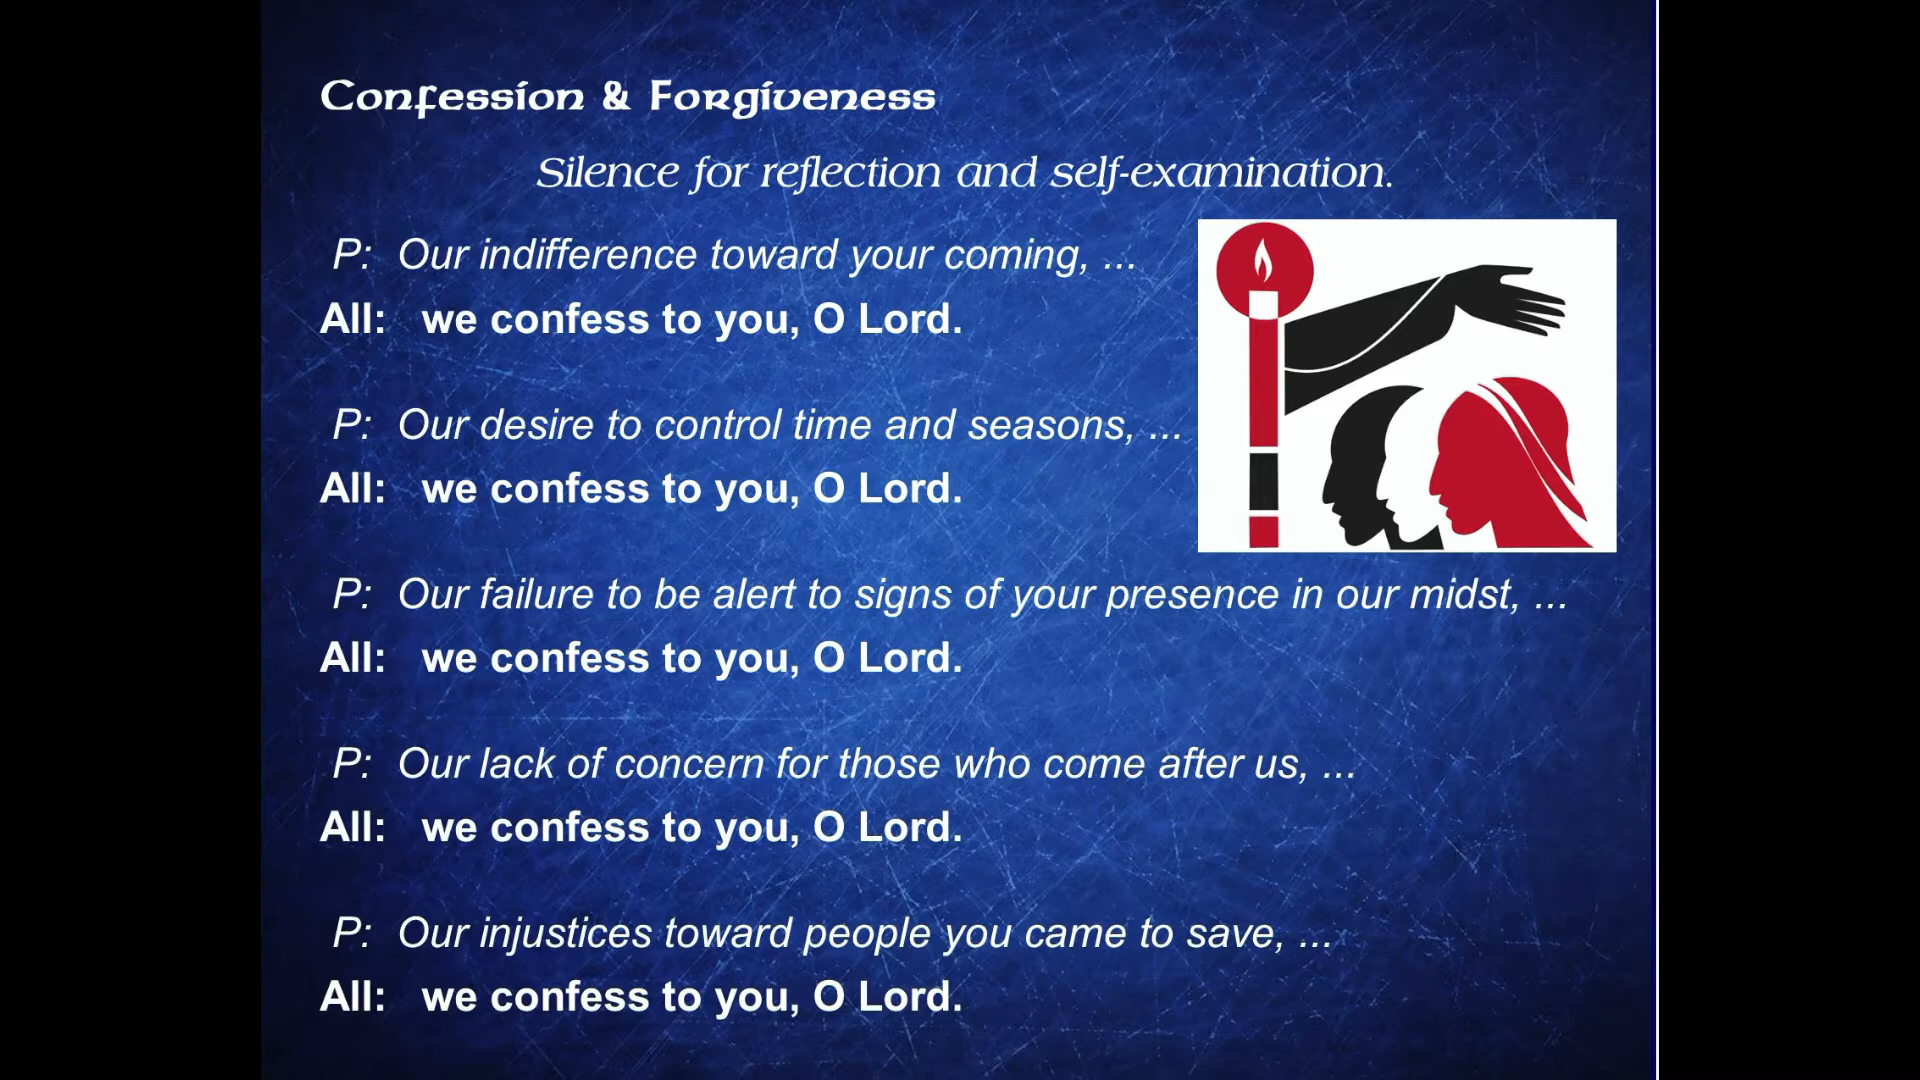 Confession & Forgiveness
Silence for reflection and self-examination.
P: Our indifference toward your coming, ...
All: we confess to you, O Lord.
P: Our desire to control time and seasons, ...
All: we confess to you, O Lord.
P: Our failure to be alert to signs of your presence in our midst, ...
All: we confess to you, O Lord.
P: Our lack of concern for those who come after us, ...
All: we confess to you, O Lord.
P: Our injustices toward people you came to save, ...
All: we confess to you, O Lord.